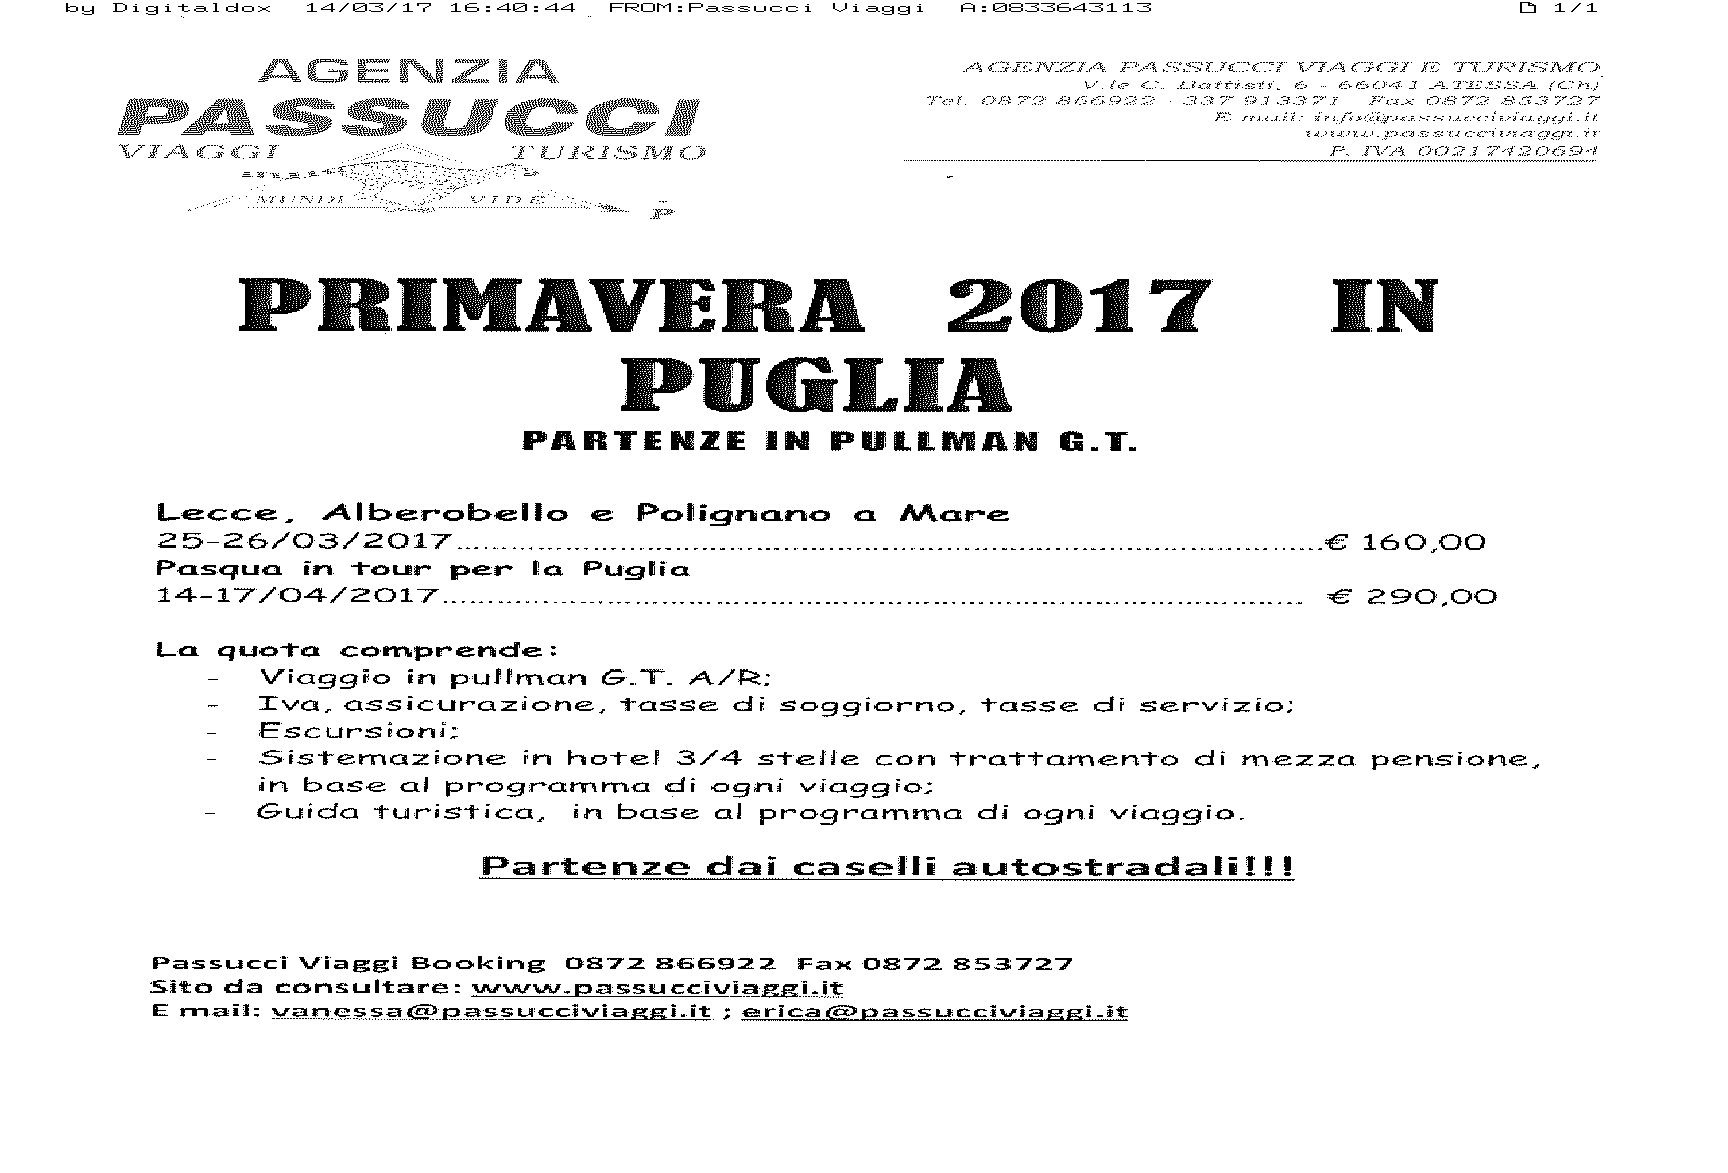 by Digitaldox 14/03/17 16:40:44 FROM:Passucci Viaggi A:0833643113 1/1
AGENZIA
PASSUCCI
VIAGGI TURISMO
MUNDI VIDE
P
AGENZIA PASSUCCI VIAGGI E TURISMO
V.le C. Battisti, 6 - 66041 ATESSA (Ch)
Tel. 0872 866922 - 337 913371 Fax 0872 853727
E mail: info@passucciviaggi.it
www.passucciviaggi.it
P. IVA 00217420694
PRIMAVERA 2017 IN
PUGLIA
PARTENZE IN PULLMAN G.T.
Lecce, Alberobello e Polignano a Mare
25-26/03/2017........................................................................€ 160,00
Pasqua in tour per la Puglia
14-17/04/2017........................................................................ € 290,00
La quota comprende:
- Viaggio in pullman G.T. A/R;
- Iva, assicurazione, tasse di soggiorno, tasse di servizio;
- Escursioni;
- Sistemazione in hotel 3/4 stelle con trattamento di mezza pensione,
in base al programma di ogni viaggio;
- Guida turistica, in base al programma di ogni viaggio.
Partenze dai caselli autostradali!!!
Passucci Viaggi Booking 0872 866922 Fax 0872 853727
Sito da consultare: www.passucciviaggi.it
E mail: vanessa@passucciviaggi.it ; erica@passucciviaggi.it